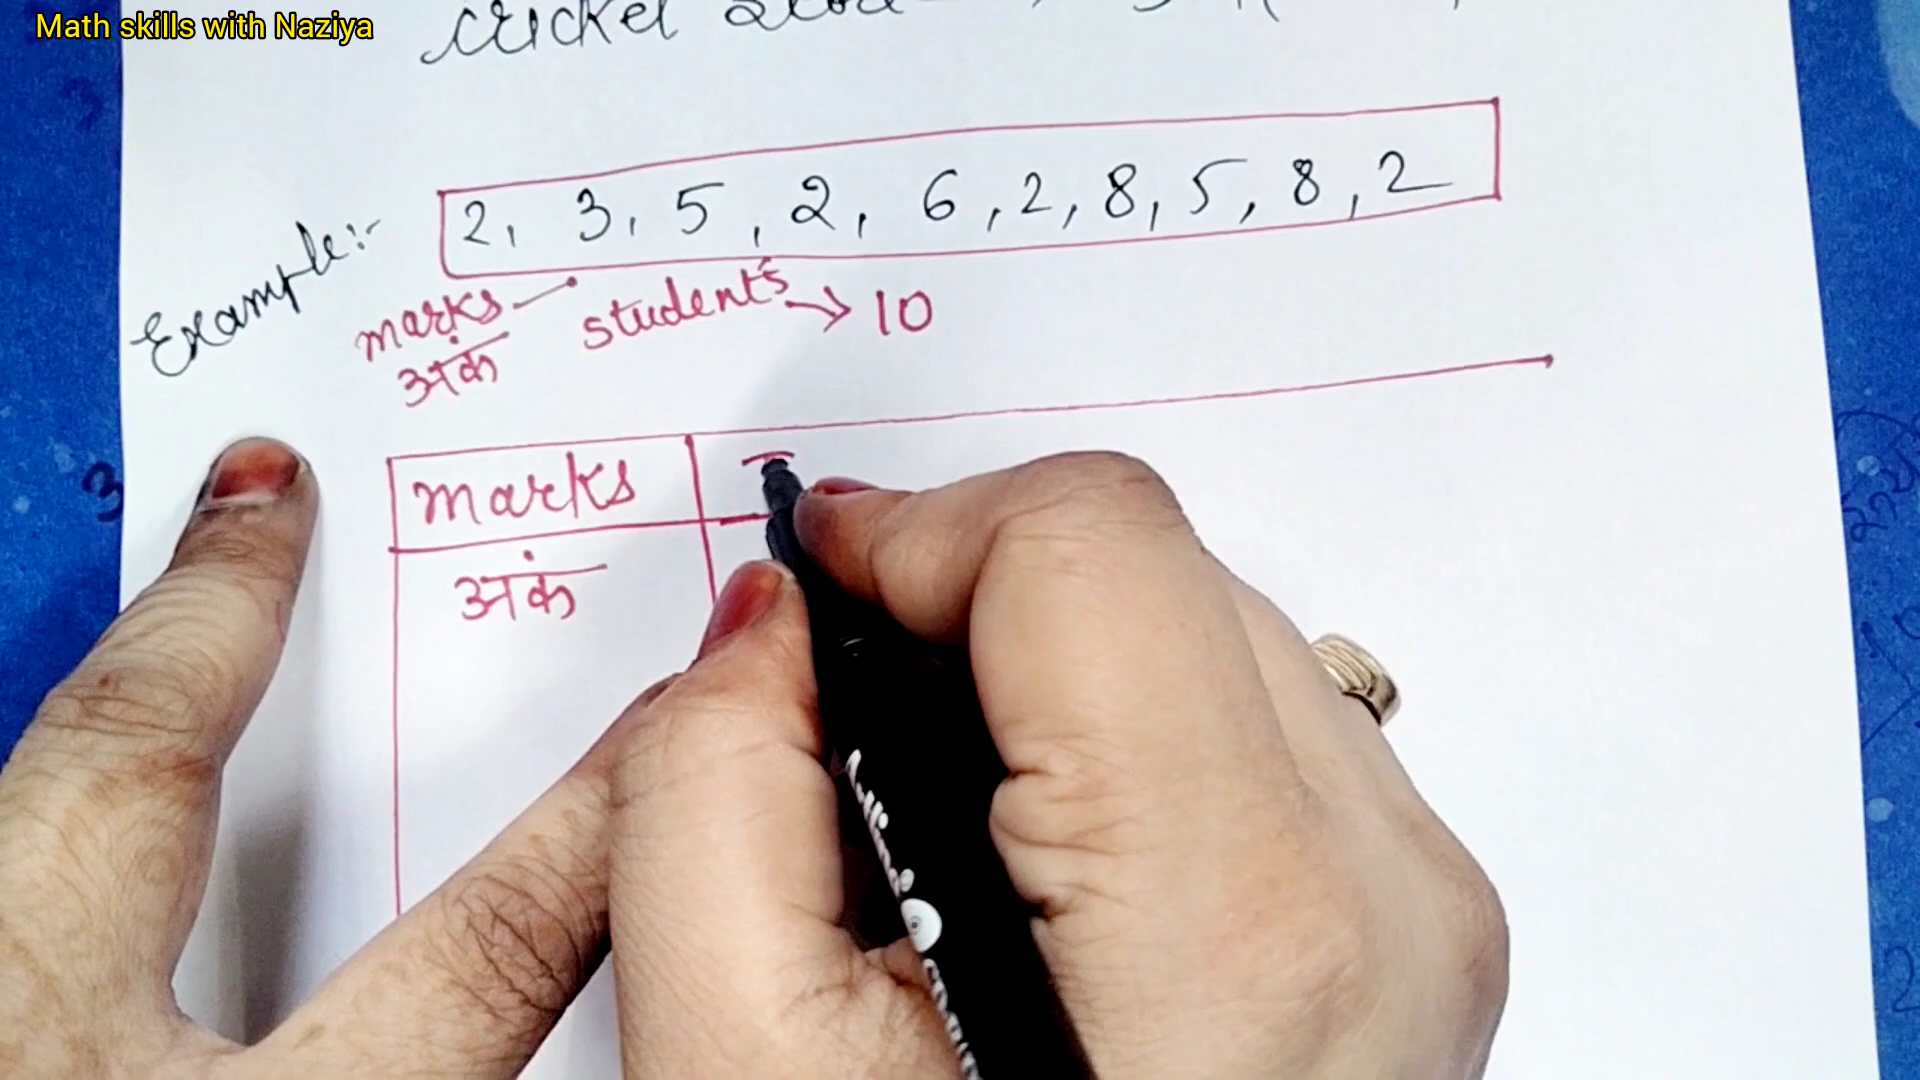 Math skills with Naziya
cricket
Example:- 2, 3, 5, 2, 6, 2, 8, 5, 8, 2
marks students → 10
अंक
marks T
अंक